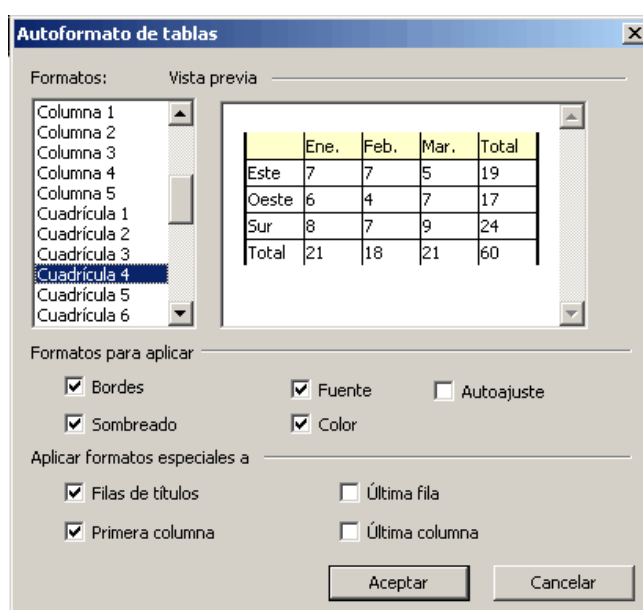 Autoformato de tablas
Formatos:
Vista previa
Columna 1
Columna 2
Columna 3
Columna 4
Columna 5
Cuadrícula 1
Cuadrícula 2
Cuadrícula 3
Cuadrícula 4
Cuadrícula 5
Cuadrícula 6
Ene. Feb. Mar. Total
Este 7 7 5 19
Oeste 6 4 7 17
Sur 8 7 9 24
Total 21 18 21 60
Formatos para aplicar
Bordes Fuente Autoajuste
Sombreado Color
Aplicar formatos especiales a
Filas de títulos Última fila
Primera columna Última columna
Aceptar Cancelar